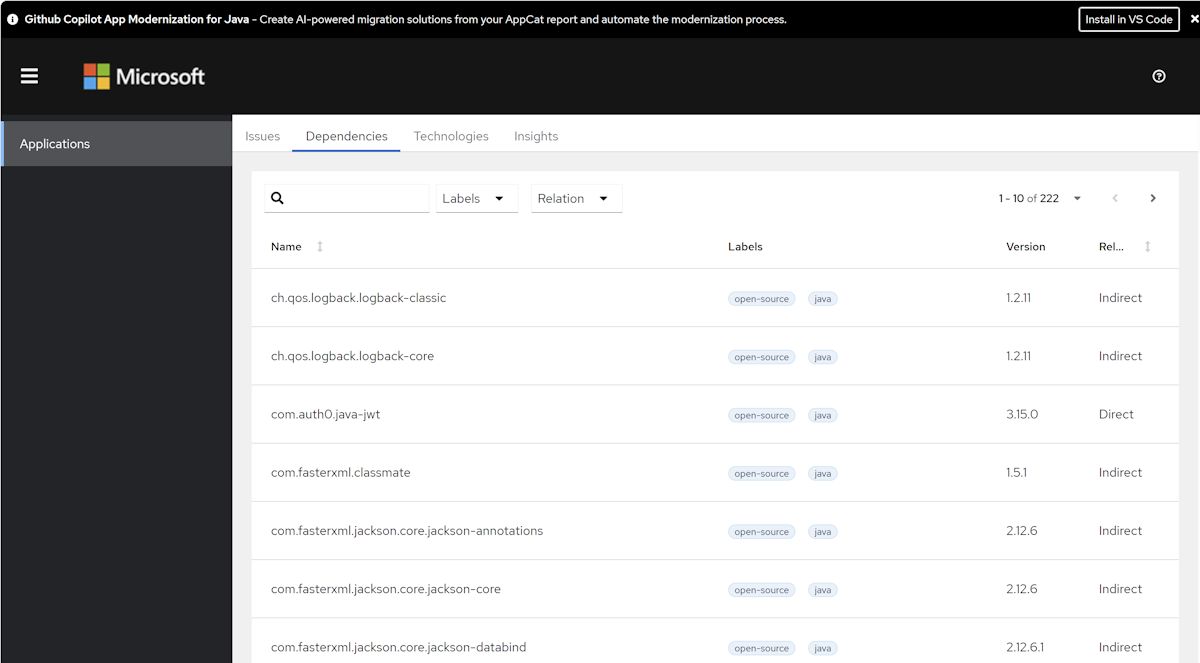 Github Copilot App Modernization for Java - Create AI-powered migration solutions from your AppCat report and automate the modernization process. Install in VS Code
Microsoft
Applications
Issues Dependencies Technologies Insights
Labels Relation 1 - 10 of 222
Name Labels Version Rel...
ch.qos.logback.logback-classic open-source java 1.2.11 Indirect
ch.qos.logback.logback-core open-source java 1.2.11 Indirect
com.auth0.java-jwt open-source java 3.15.0 Direct
com.fasterxml.classmate open-source java 1.5.1 Indirect
com.fasterxml.jackson.core.jackson-annotations open-source java 2.12.6 Indirect
com.fasterxml.jackson.core.jackson-core open-source java 2.12.6 Indirect
com.fasterxml.jackson.core.jackson-databind open-source java 2.12.6.1 Indirect